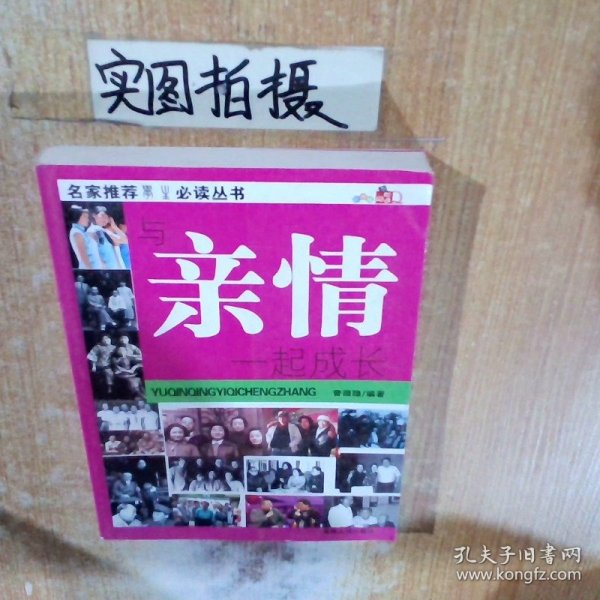 实图拍摄
名家推荐 必读丛书
与
亲情
一起成长
YUQINQINGYIQICHENGZHANG
/编著
孔夫子旧书网
www.kongfz.com